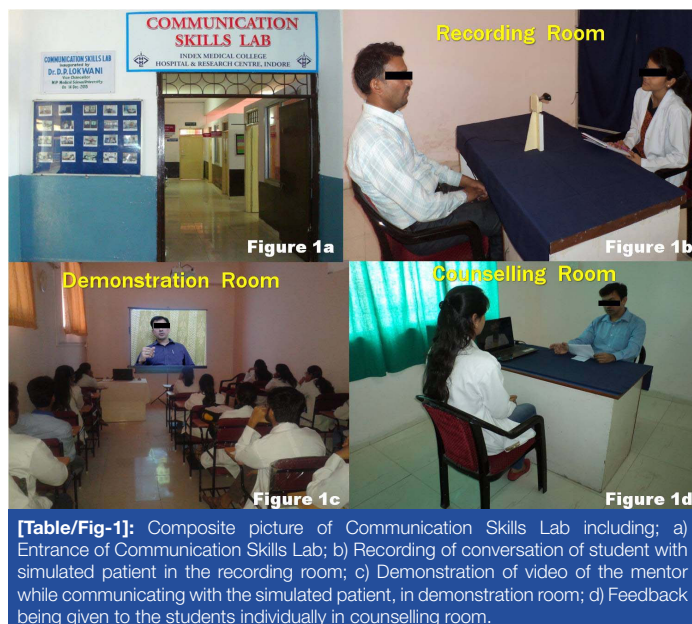 COMMUNICATION
SKILLS LAB
INDEX MEDICAL COLLEGE
HOSPITAL & RESEARCH CENTRE, INDORE
COMMUNICATION SKILLS LAB
Inaugurated by
Dr. D.P. LOKWANI
Vice Chancellor
Figure 1a
Recording Room
Figure 1b
Demonstration Room
Figure 1c
Counselling Room
Figure 1d
[Table/Fig-1]: Composite picture of Communication Skills Lab including; a)
Entrance of Communication Skills Lab; b) Recording of conversation of student with
simulated patient in the recording room; c) Demonstration of video of the mentor
while communicating with the simulated patient, in demonstration room; d) Feedback
being given to the students individually in counselling room.